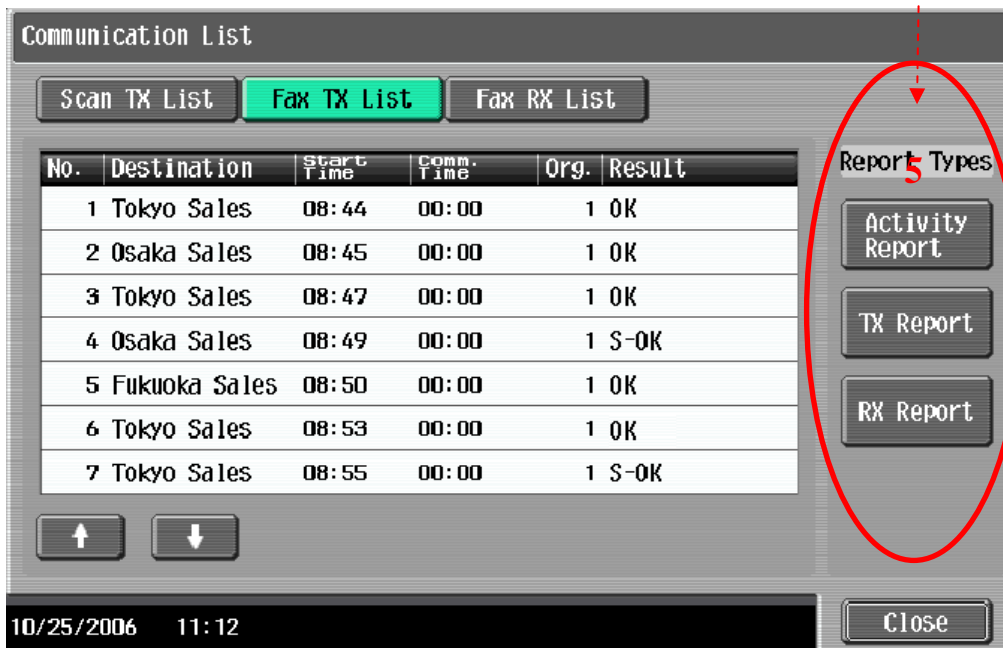 Communication List
Scan TX List Fax TX List Fax RX List
No. Destination Start Time Comm. Time Org. Result
1 Tokyo Sales 08:44 00:00 1 OK
2 Osaka Sales 08:45 00:00 1 OK
3 Tokyo Sales 08:47 00:00 1 OK
4 Osaka Sales 08:49 00:00 1 S-OK
5 Fukuoka Sales 08:50 00:00 1 OK
6 Tokyo Sales 08:53 00:00 1 OK
7 Tokyo Sales 08:55 00:00 1 S-OK
Report Types
5
Activity
Report
TX Report
RX Report
10/25/2006 11:12
Close